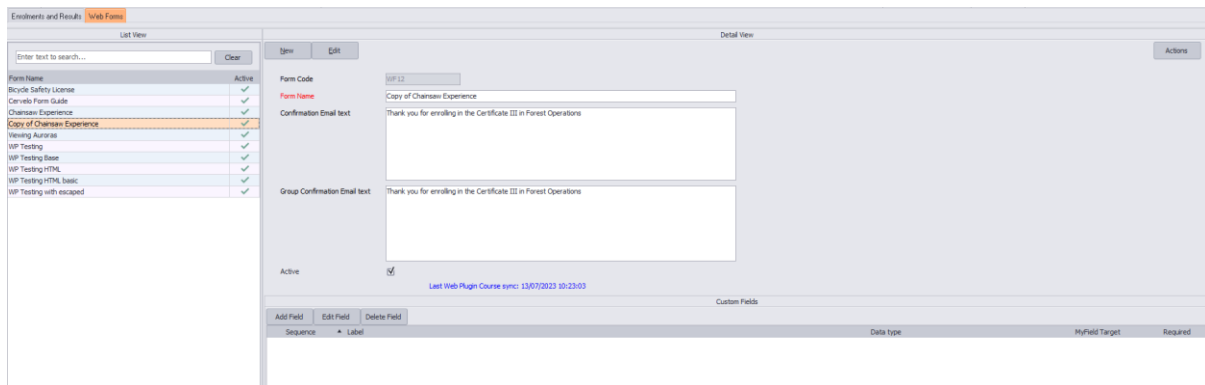 Enrolments and Results Web Forms
List View
Detail View
Enter text to search...
Clear
New
Edit
Actions
Form Name Active
Bicycle Safety License
Cervelo Form Guide
Chainsaw Experience
Copy of Chainsaw Experience
Viewing Auroras
WP Testing
WP Testing Base
WP Testing HTML
WP Testing HTML basic
WP Testing with escaped
Form Code WP12
Form Name Copy of Chainsaw Experience
Confirmation Email text Thank you for enrolling in the Certificate III in Forest Operations
Group Confirmation Email text Thank you for enrolling in the Certificate III in Forest Operations
Active
Last Web Plugin Course sync: 13/07/2023 10:23:03
Custom Fields
Add Field Edit Field Delete Field
Sequence Label Data type MyField Target Required